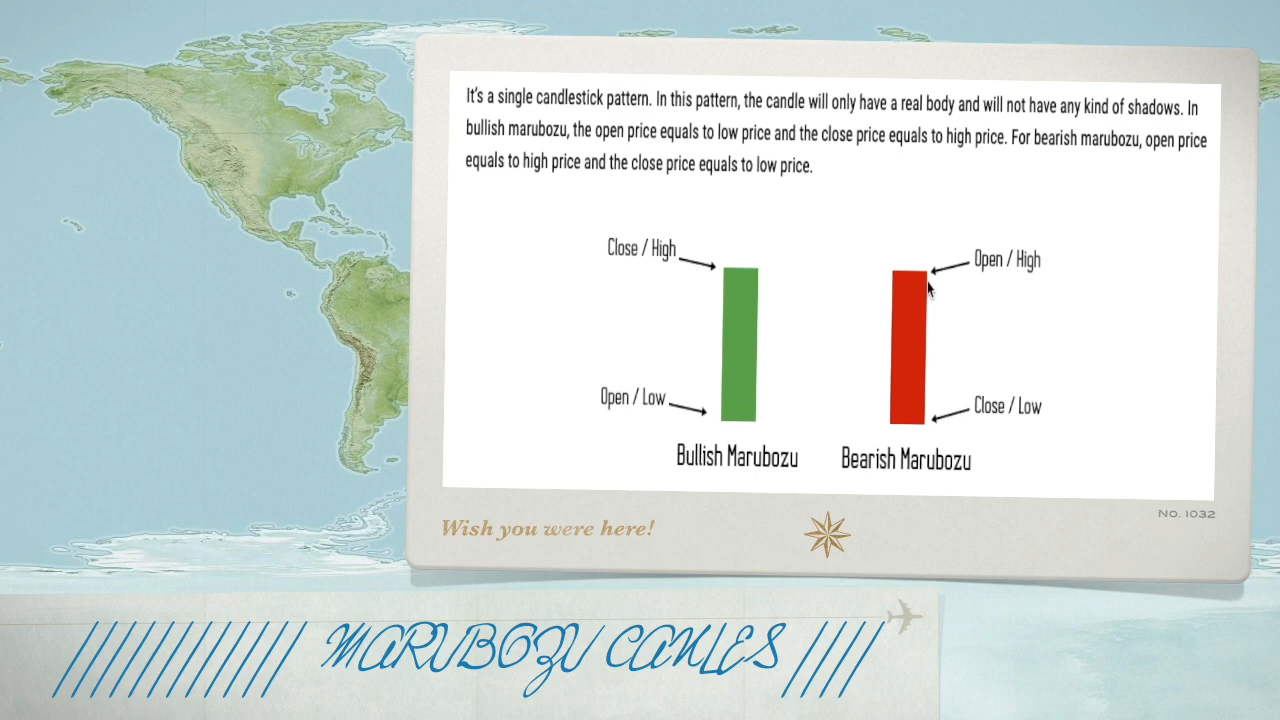 It's a single candlestick pattern. In this pattern, the candle will only have a real body and will not have any kind of shadows. In
bullish marubozu, the open price equals to low price and the close price equals to high price. For bearish marubozu, open price
equals to high price and the close price equals to low price.
Close / High
Open / High
Open / Low
Close / Low
Bullish Marubozu
Bearish Marubozu
Wish you were here!
No. 1032
//////////// MARUBOZU CANLES /////